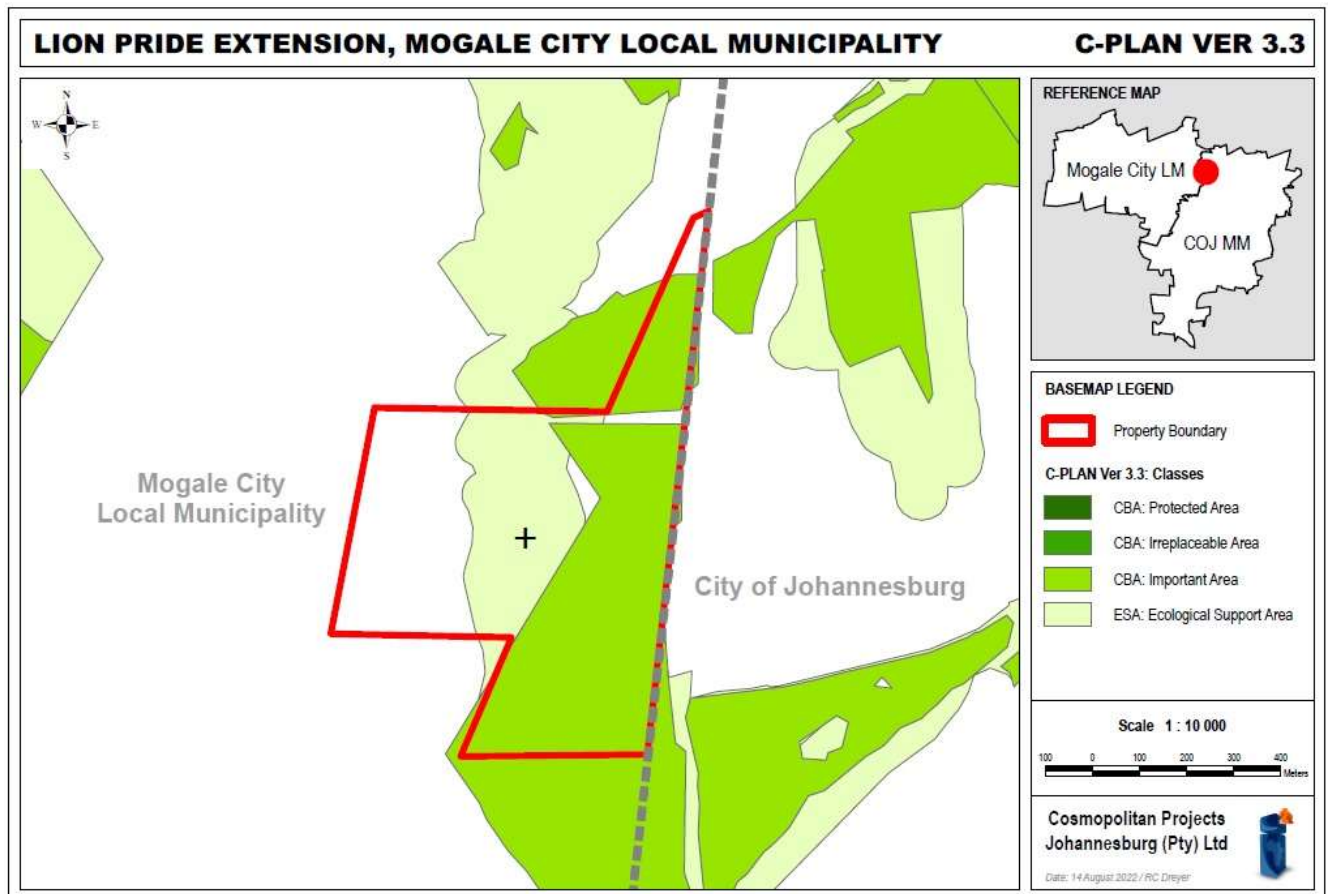 LION PRIDE EXTENSION, MOGALE CITY LOCAL MUNICIPALITY
C-PLAN VER 3.3
N
W
E
S
Mogale City
Local Municipality
City of Johannesburg
REFERENCE MAP
Mogale City LM
COJ MM
BASEMAP LEGEND
Property Boundary
C-PLAN Ver 3.3: Classes
CBA: Protected Area
CBA: Irreplaceable Area
CBA: Important Area
ESA: Ecological Support Area
Scale 1 : 10 000
100 0 100 200 300 400
Meters
Cosmopolitan Projects
Johannesburg (Pty) Ltd
Date: 14 August 2022 / RC Dreyer